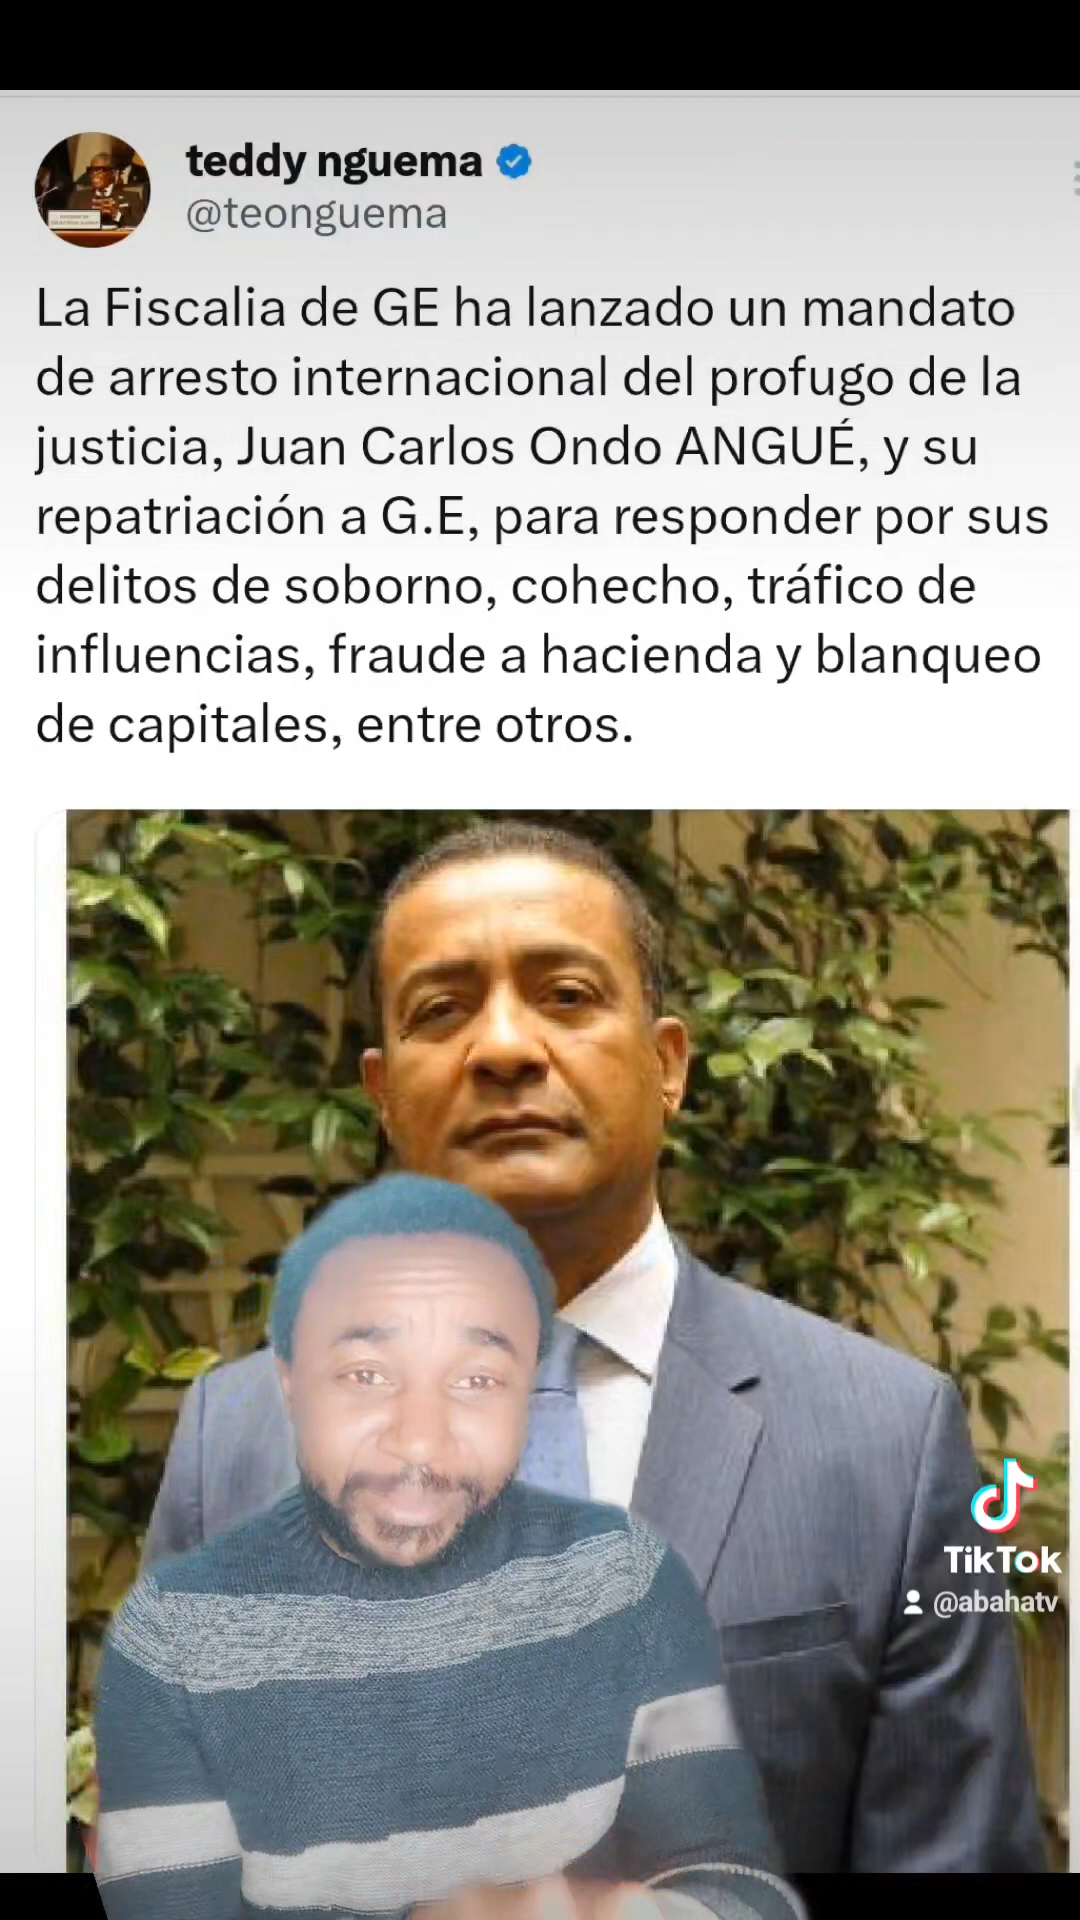 teddy nguema
@teonguema
La Fiscalia de GE ha lanzado un mandato
de arresto internacional del profugo de la
justicia, Juan Carlos Ondo ANGUÉ, y su
repatriación a G.E, para responder por sus
delitos de soborno, cohecho, tráfico de
influencias, fraude a hacienda y blanqueo
de capitales, entre otros.
TikTok
@abahatv